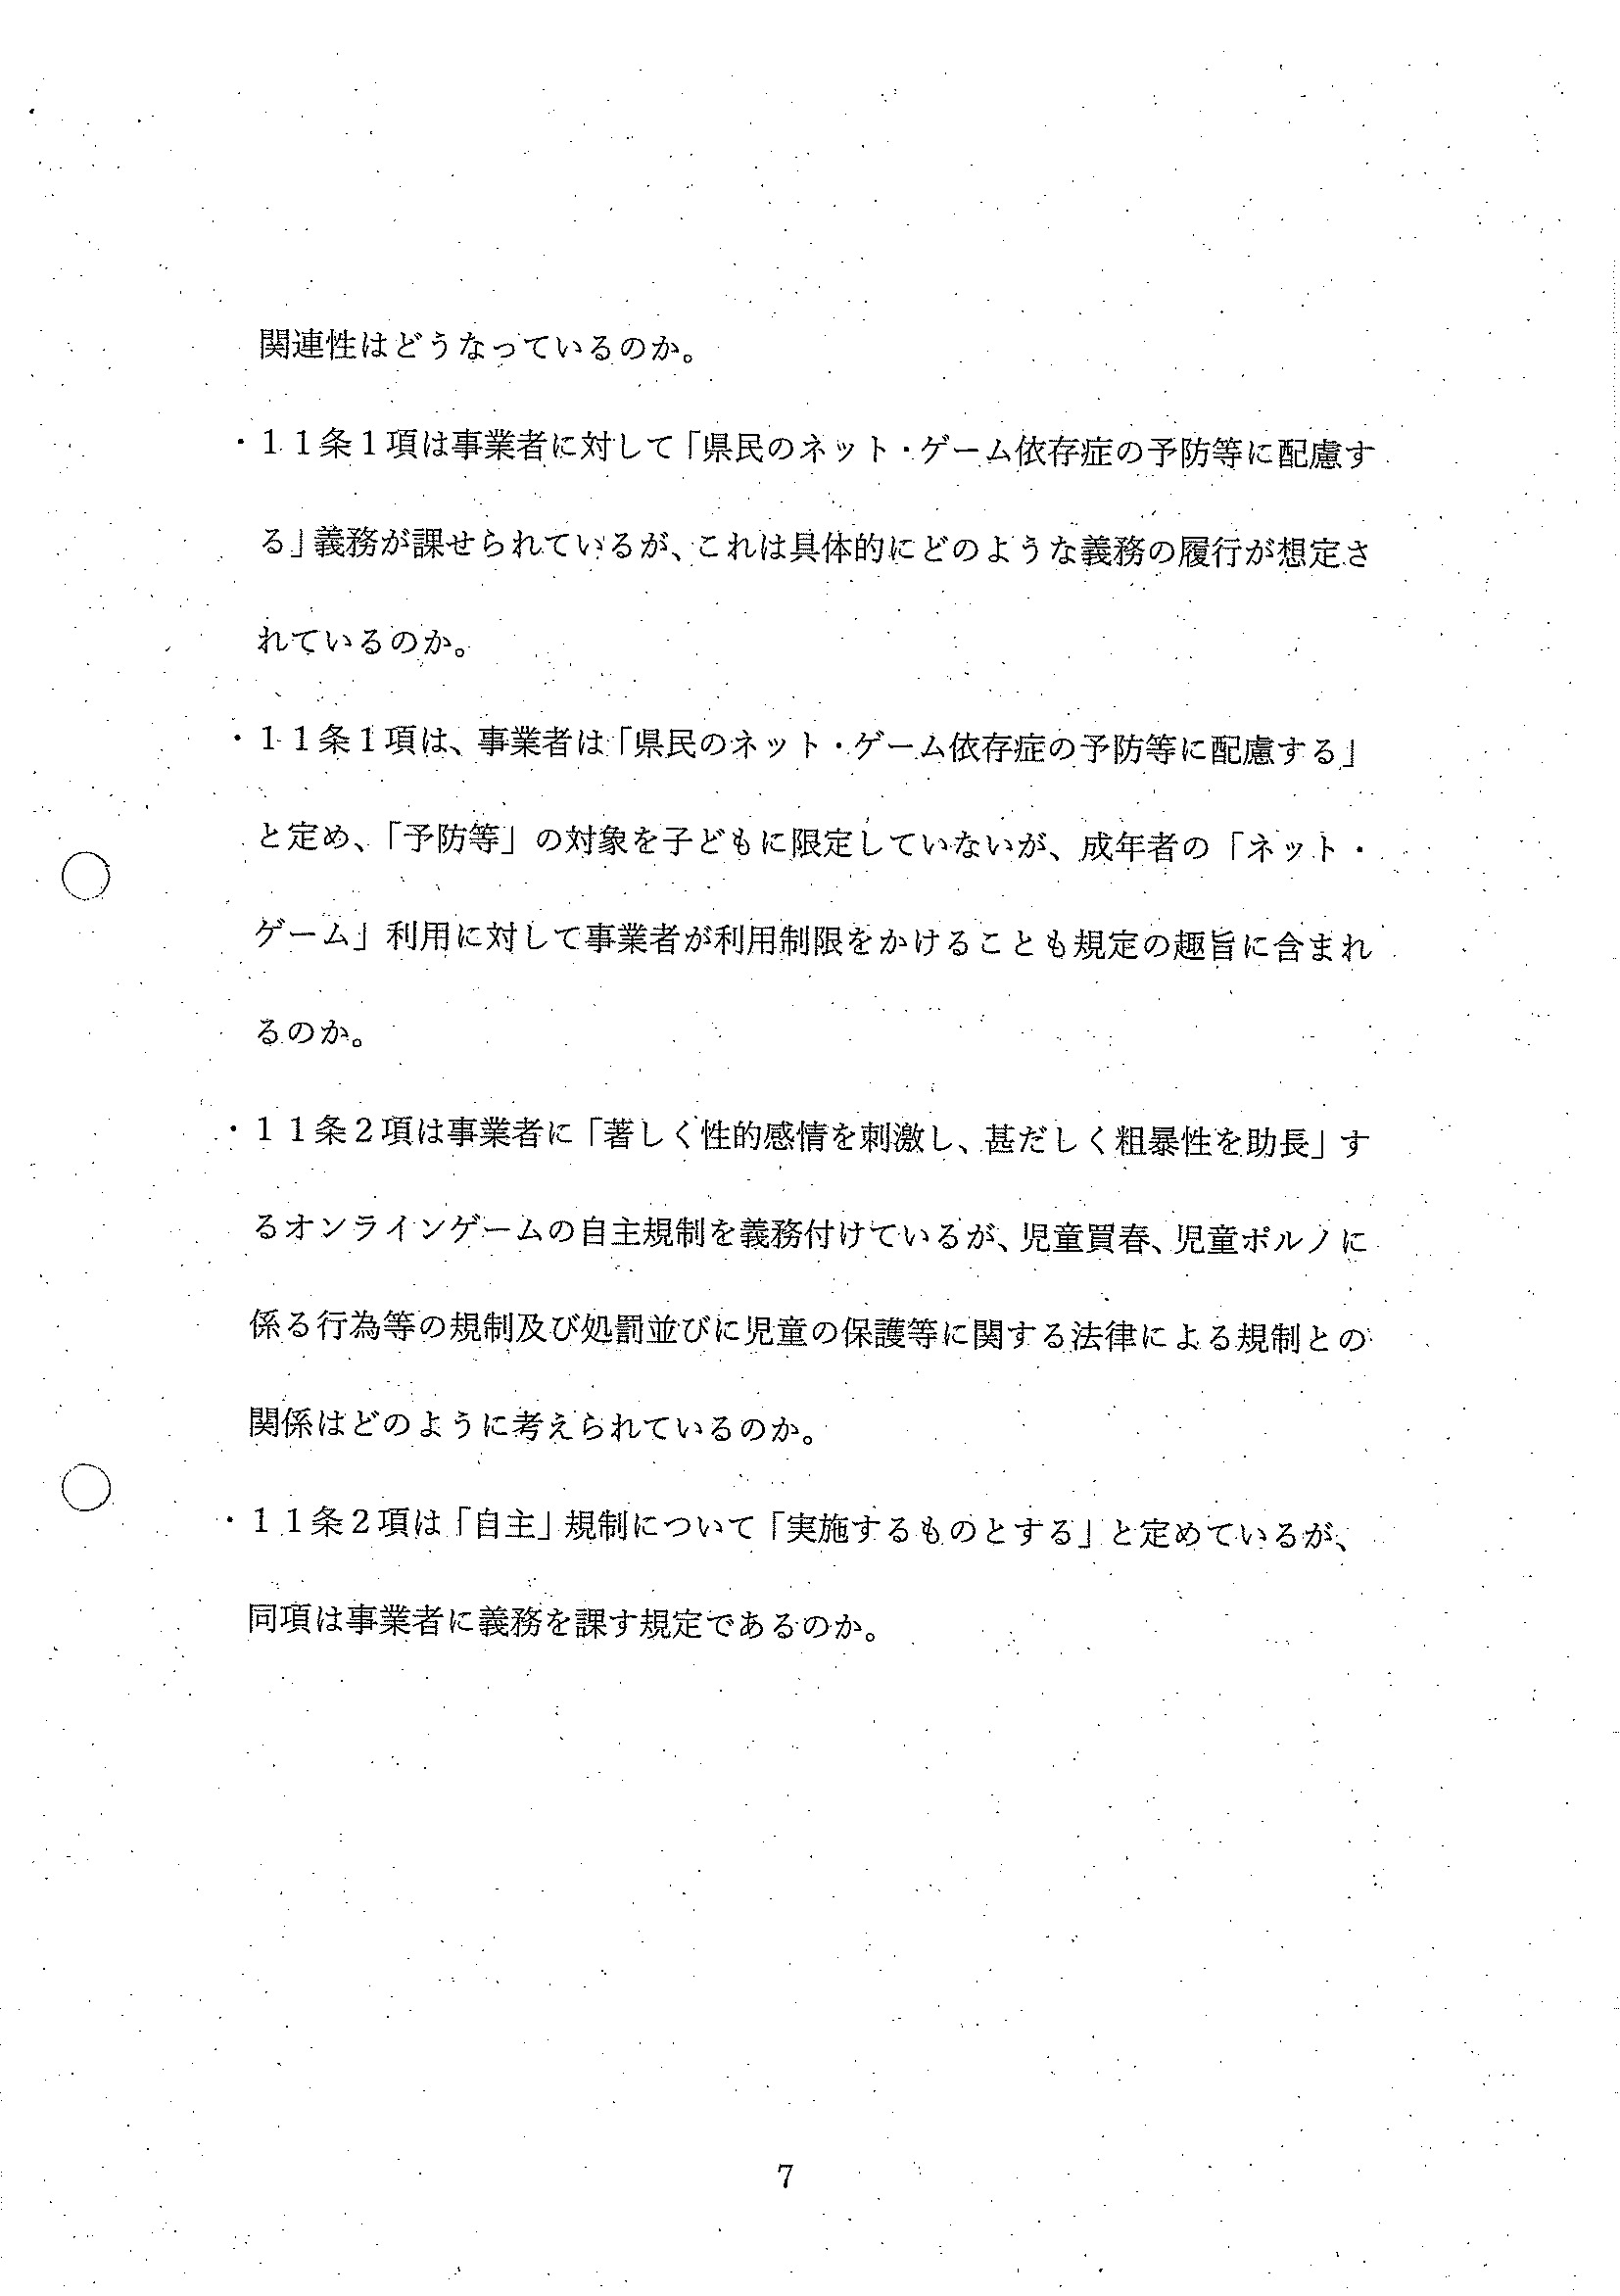 関連性はどうなっているのか。
・１１条１項は事業者に対して「県民のネット・ゲーム依存症の予防等に配慮す
る」義務が課せられているが、これは具体的にどのような義務の履行が想定さ
れているのか。
・１１条１項は、事業者は「県民のネット・ゲーム依存症の予防等に配慮する」
と定め、「予防等」の対象を子どもに限定していないが、成年者の「ネット・
ゲーム」利用に対して事業者が利用制限をかけることも規定の趣旨に含まれ
るのか。
・１１条２項は事業者に「著しく性的感情を刺激し、甚だしく粗暴性を助長」す
るオンラインゲームの自主規制を義務付けているが、児童買春、児童ポルノに
係る行為等の規制及び処罰並びに児童の保護等に関する法律による規制との
関係はどのように考えられているのか。
・１１条２項は「自主」規制について「実施するものとする」と定めているが、
同項は事業者に義務を課す規定であるのか。
7